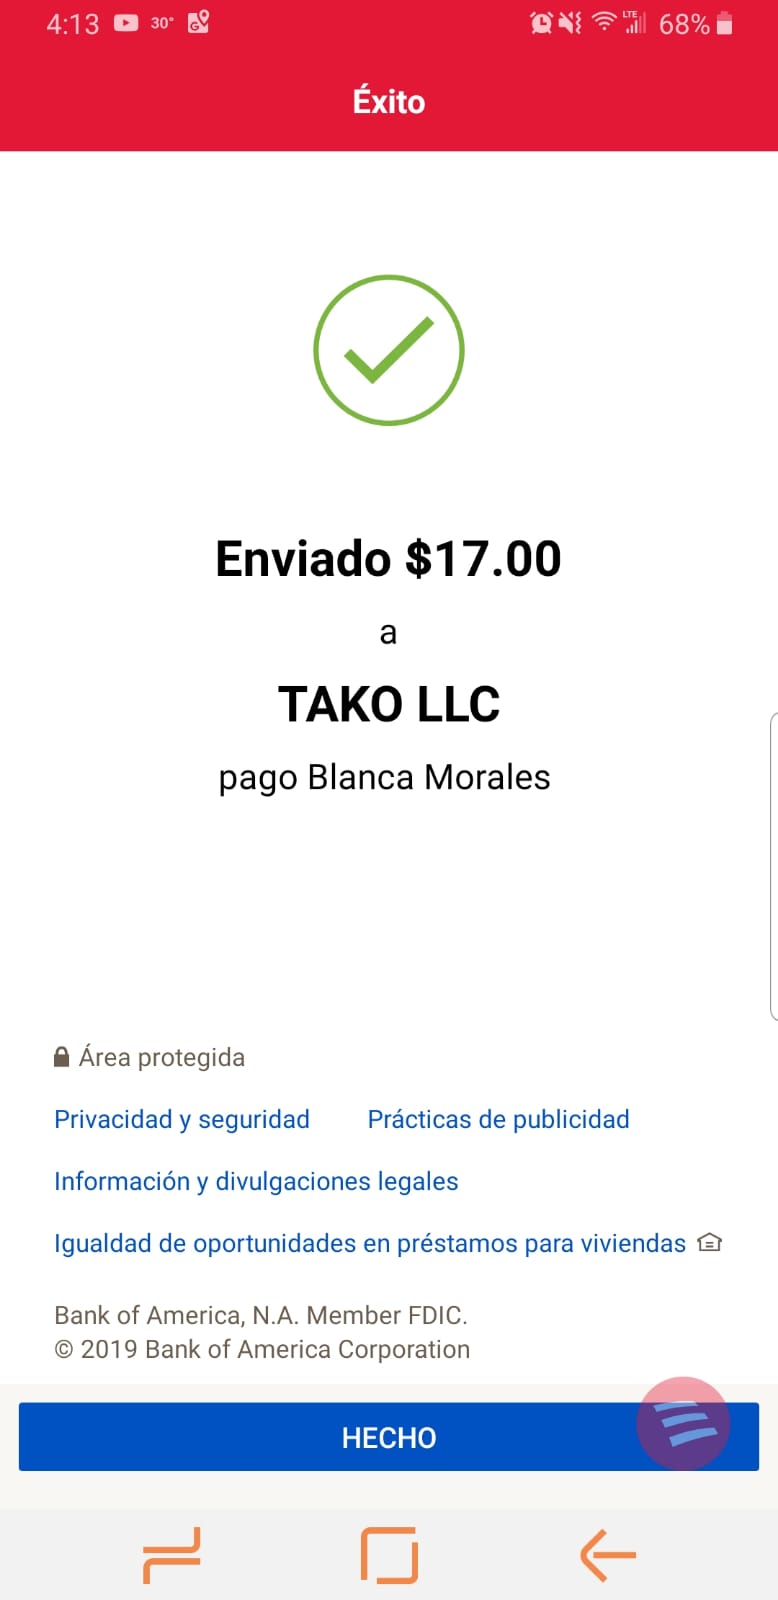 4:13 30° LTE 68%
Éxito
Enviado $17.00
a
TAKO LLC
pago Blanca Morales
Área protegida
Privacidad y seguridad Prácticas de publicidad
Información y divulgaciones legales
Igualdad de oportunidades en préstamos para viviendas
Bank of America, N.A. Member FDIC.
© 2019 Bank of America Corporation
HECHO